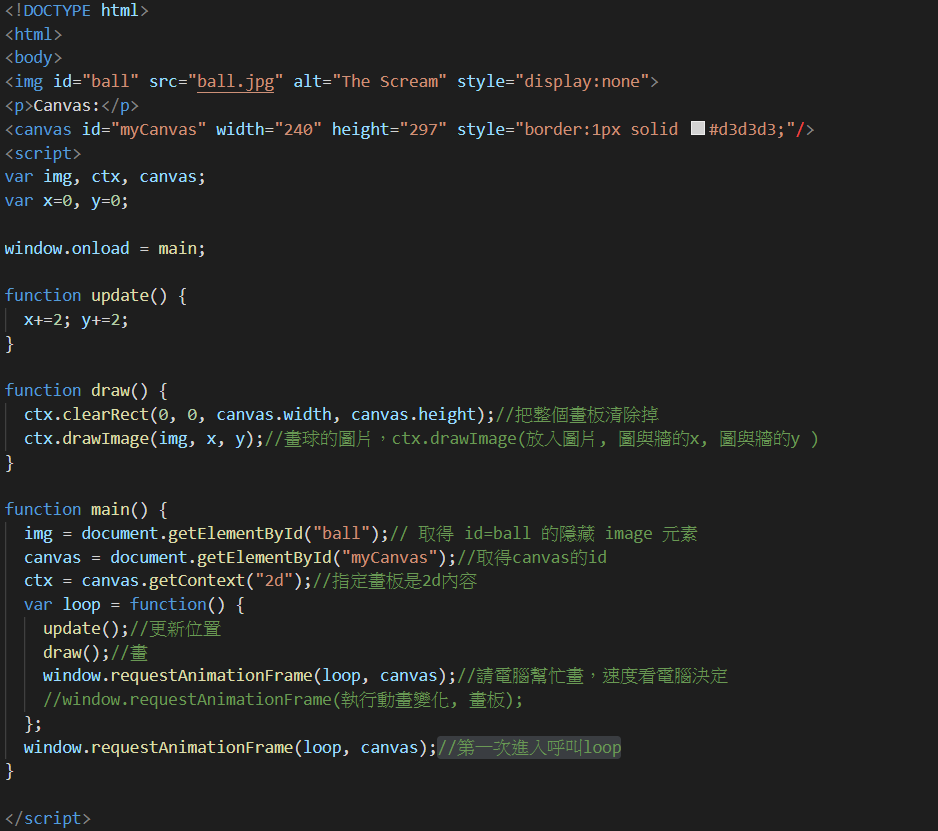 <!DOCTYPE html>
<html>
<body>
<img id="ball" src="ball.jpg" alt="The Scream" style="display:none">
<p>Canvas:</p>
<canvas id="myCanvas" width="240" height="297" style="border:1px solid #d3d3d3;"/>
<script>
var img, ctx, canvas;
var x=0, y=0;
window.onload = main;
function update() {
x+=2; y+=2;
}
function draw() {
ctx.clearRect(0, 0, canvas.width, canvas.height);//把整個畫板清除掉
ctx.drawImage(img, x, y);//畫球的圖片，ctx.drawImage(放入圖片, 圖與牆的x, 圖與牆的y )
}
function main() {
img = document.getElementById("ball");// 取得 id=ball 的隱藏 image 元素
canvas = document.getElementById("myCanvas");//取得canvas的id
ctx = canvas.getContext("2d");//指定畫板是2d內容
var loop = function() {
update();//更新位置
draw();//畫
window.requestAnimationFrame(loop, canvas);//請電腦幫忙畫，速度看電腦決定
//window.requestAnimationFrame(執行動畫變化, 畫板);
};
window.requestAnimationFrame(loop, canvas);//第一次進入呼叫loop
}
</script>